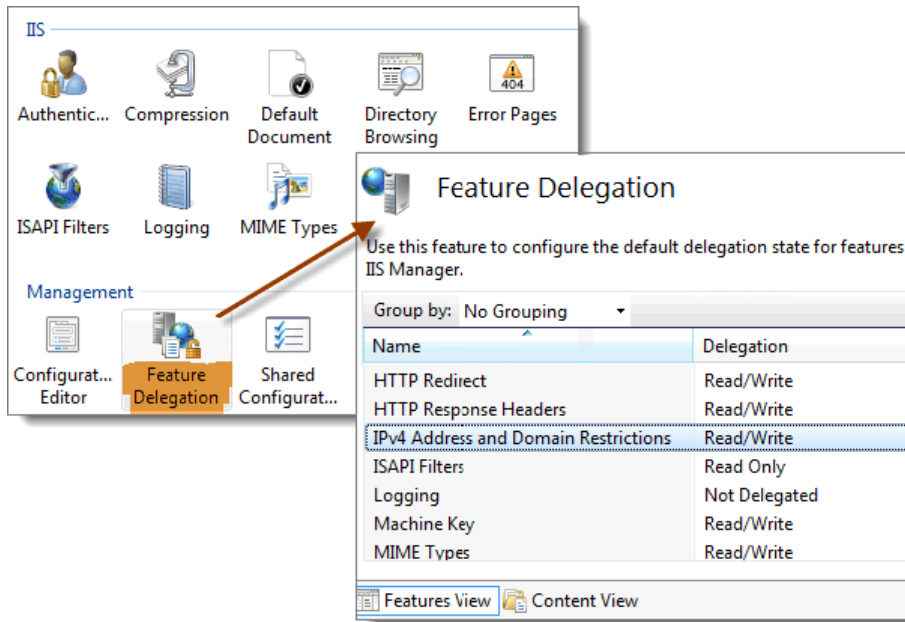 IIS
Authentic... Compression Default Document Directory Browsing Error Pages
404
ISAPI Filters Logging MIME Types
Management
Configurat... Editor Feature Delegation Shared Configurat...
Feature Delegation
Use this feature to configure the default delegation state for features
IIS Manager.
Group by: No Grouping
Name Delegation
HTTP Redirect Read/Write
HTTP Response Headers Read/Write
IPv4 Address and Domain Restrictions Read/Write
ISAPI Filters Read Only
Logging Not Delegated
Machine Key Read/Write
MIME Types Read/Write
Features View Content View